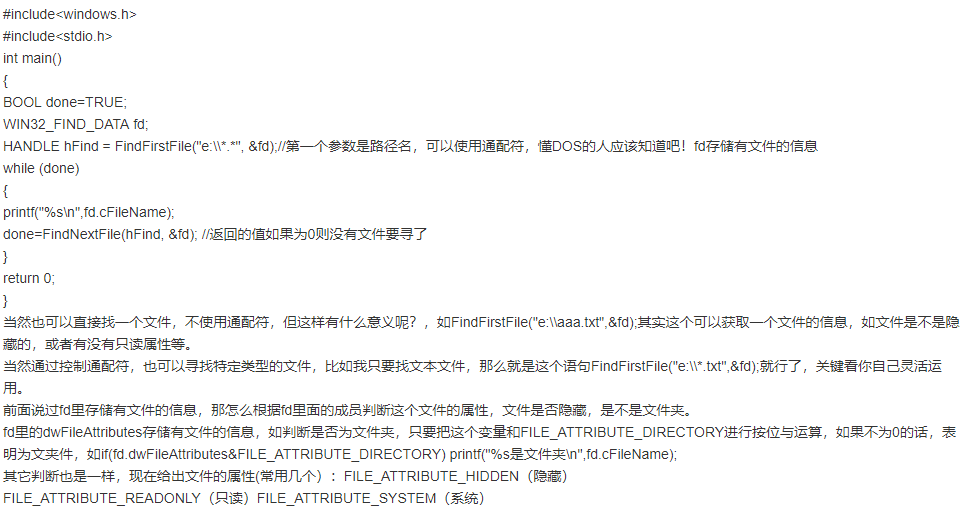 #include<windows.h>
#include<stdio.h>
int main()
{
BOOL done=TRUE;
WIN32_FIND_DATA fd;
HANDLE hFind = FindFirstFile("e:\\*.*", &fd);//第一个参数是路径名，可以使用通配符，懂DOS的人应该知道吧！fd存储有文件的信息
while (done)
{
printf("%s\n",fd.cFileName);
done=FindNextFile(hFind, &fd); //返回的值如果为0则没有文件要寻了
}
return 0;
}
当然也可以直接找一个文件，不使用通配符，但这样有什么意义呢？，如FindFirstFile("e:\\aaa.txt",&fd);其实这个可以获取一个文件的信息，如文件是不是隐
藏的，或者有没有只读属性等。
当然通过控制通配符，也可以寻找特定类型的文件，比如我只要找文本文件，那么就是这个语句FindFirstFile("e:\\*.txt",&fd);就行了，关键看你自己灵活运
用。
前面说过fd里存储有文件的信息，那怎么根据fd里面的成员判断这个文件的属性，文件是否隐藏，是不是文件夹。
fd里的dwFileAttributes存储有文件的信息，如判断是否为文件夹，只要把这个变量和FILE_ATTRIBUTE_DIRECTORY进行按位与运算，如果不为0的话，表
明为文夹件，如if(fd.dwFileAttributes&FILE_ATTRIBUTE_DIRECTORY) printf("%s是文件夹\n",fd.cFileName);
其它判断也是一样，现在给出文件的属性(常用几个）：FILE_ATTRIBUTE_HIDDEN（隐藏）
FILE_ATTRIBUTE_READONLY（只读）FILE_ATTRIBUTE_SYSTEM（系统）